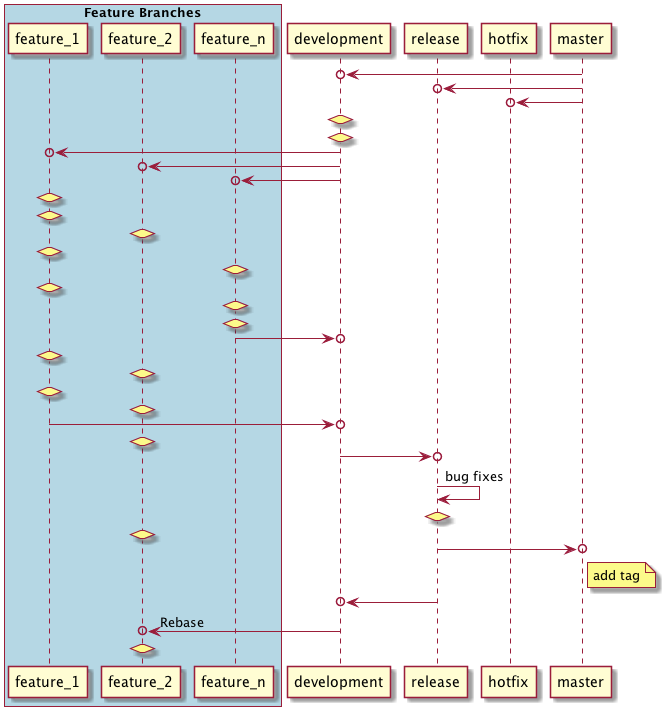 Feature Branches
feature_1 feature_2 feature_n development release hotfix master
bug fixes
add tag
Rebase
feature_1 feature_2 feature_n development release hotfix master